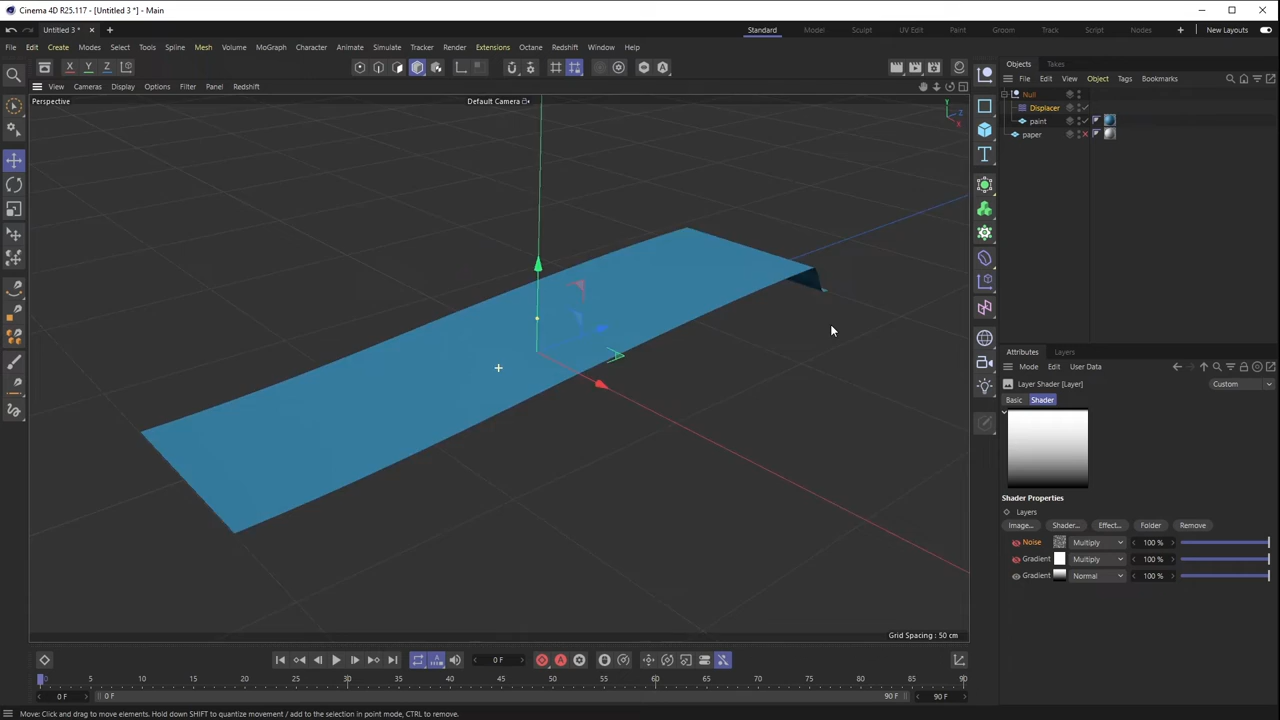 Cinema 4D R25.117 - [Untitled 3 *] - Main
Untitled 3 *
Standard Model Sculpt UV Edit Paint Groom Track Script Nodes New Layouts
File Edit Create Modes Select Tools Spline Mesh Volume MoGraph Character Animate Simulate Tracker Render Extensions Octane Redshift Window Help
X Y Z
Objects Takes
File Edit View Object Tags Bookmarks
View Cameras Display Options Filter Panel Redshift
Perspective
Default Camera
Y
Z
X
Null
Displacer
paint
paper
Attributes Layers
Mode Edit User Data
Layer Shader [Layer] Custom
Basic Shader
Shader Properties
Layers
Image... Shader... Effect... Folder Remove
Noise Multiply 100 %
Gradient Multiply 100 %
Gradient Normal 100 %
Grid Spacing : 50 cm
0 F
0 5 10 15 20 25 30 35 40 45 50 55 60 65 70 75 80 85 90
0 F 0 F 90 F 90 F
Move: Click and drag to move elements. Hold down SHIFT to quantize movement / add to the selection in point mode, CTRL to remove.